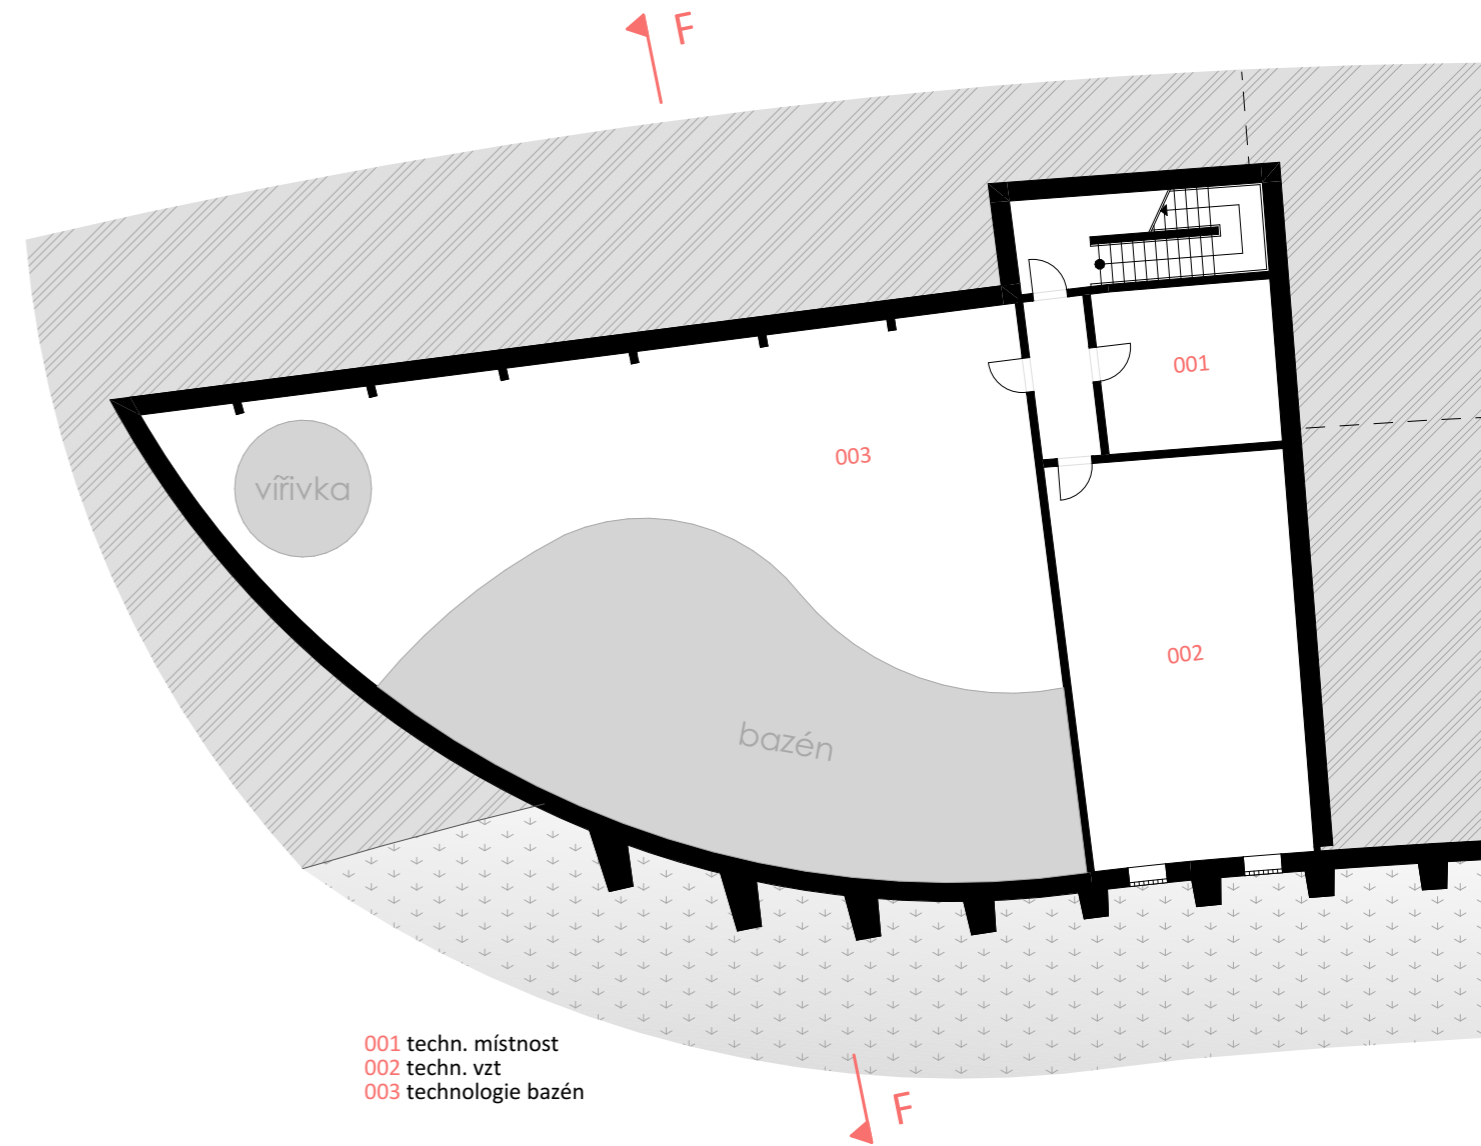 F
001
003
vířivka
002
bazén
001 techn. místnost
002 techn. vzt
003 technologie bazén
F